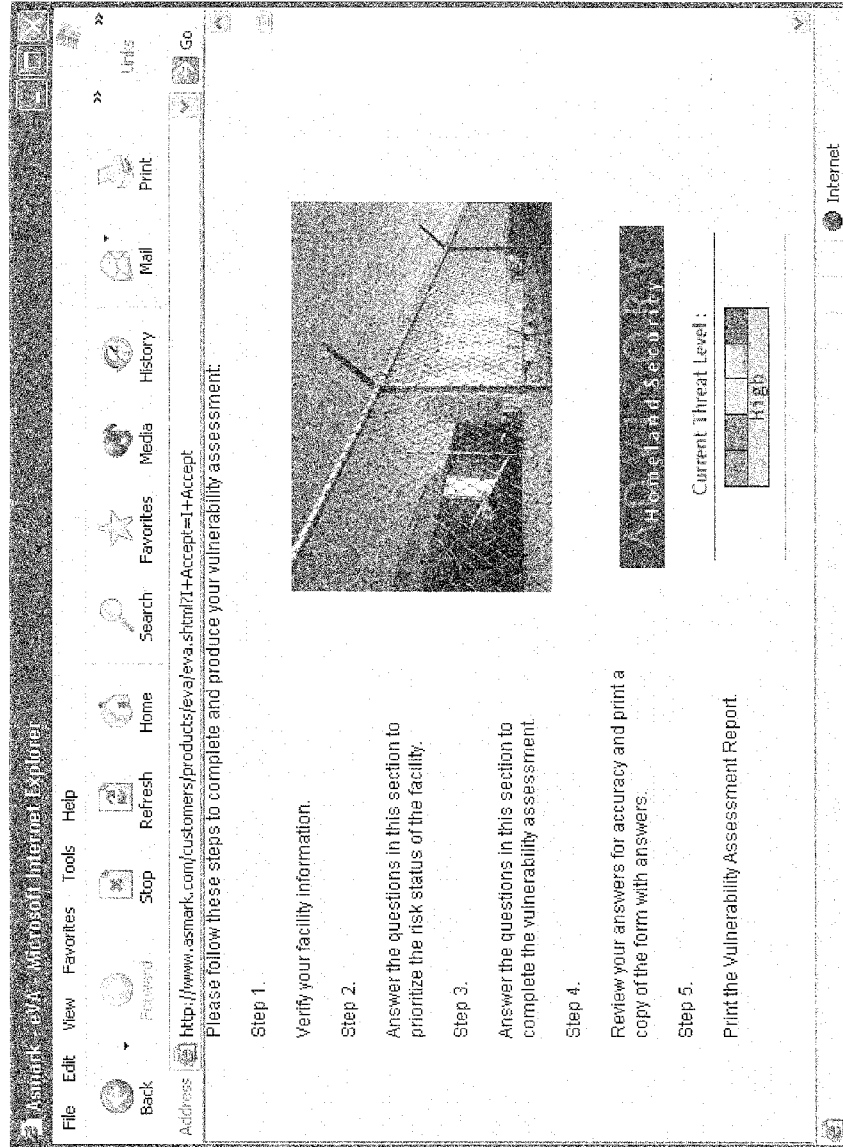 Asmark - eVA - Microsoft Internet Explorer
File Edit View Favorites Tools Help
Back Forward Stop Refresh Home Search Favorites Media History Mail Print » Links »
Address http://www.asmark.com/customers/products/eva/eva.shtml?I+Accept=I+Accept Go
Please follow these steps to complete and produce your vulnerability assessment:
Step 1.
Verify your facility information.
Step 2.
Answer the questions in this section to
prioritize the risk status of the facility.
Step 3.
Answer the questions in this section to
complete the vulnerability assessment.
Step 4.
Review your answers for accuracy and print a
copy of the form with answers.
Step 5.
Print the Vulnerability Assessment Report.
ADVISORY
Homeland Security
Current Threat Level:
High
Internet